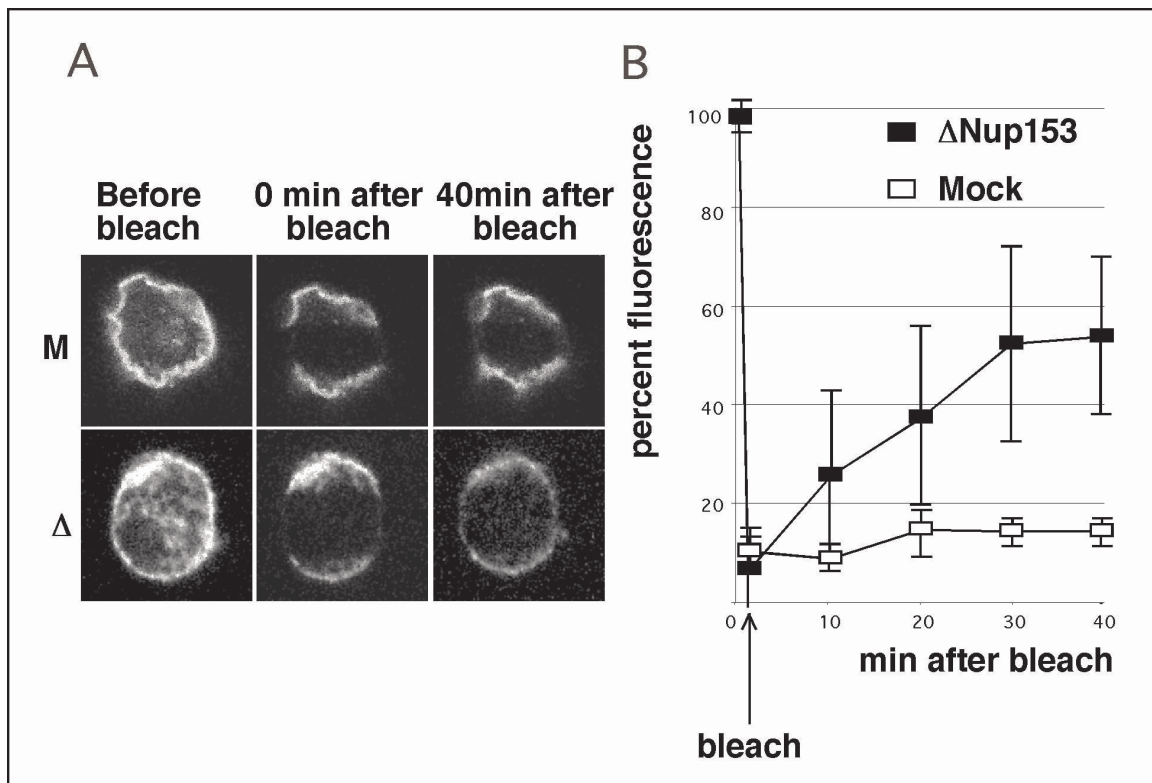 A
Before bleach
0 min after bleach
40min after bleach
M
Δ
B
percent fluorescence
100
80
60
40
20
ΔNup153
Mock
0
10
20
30
40
min after bleach
bleach